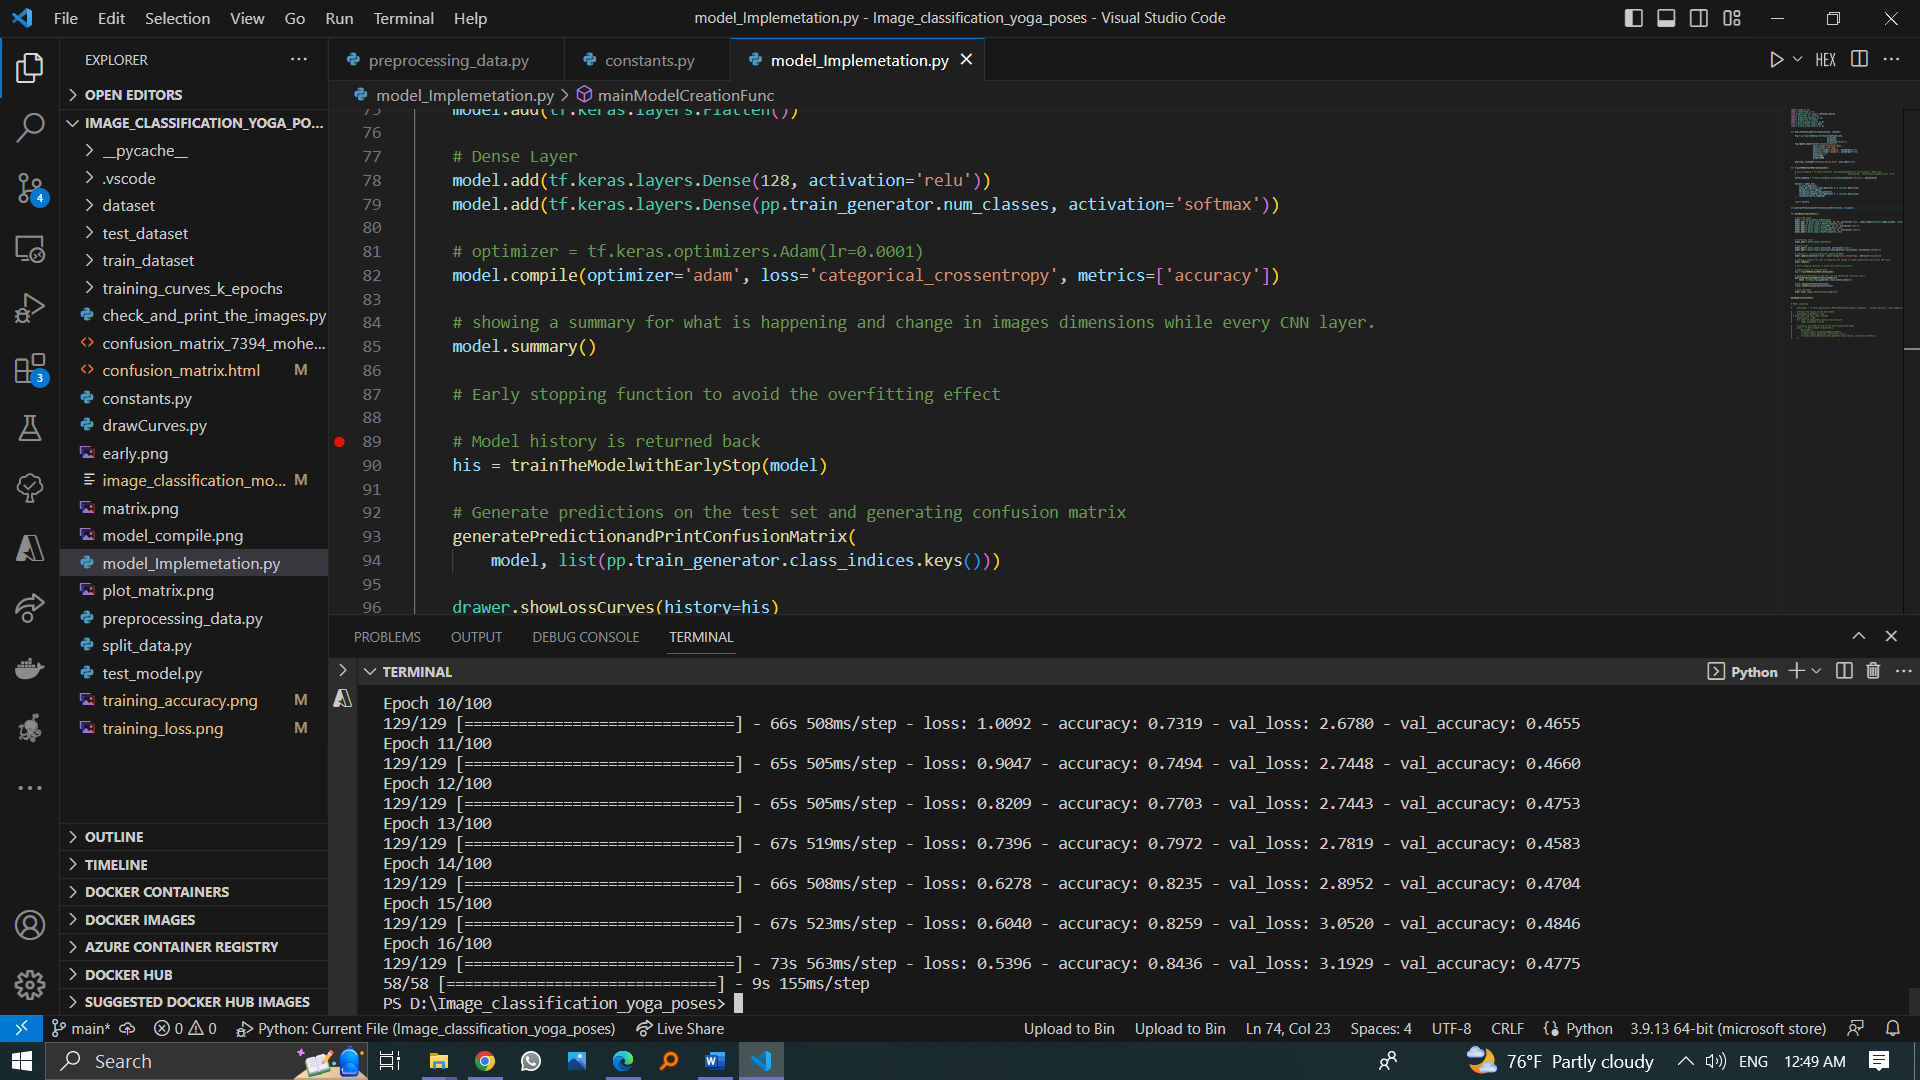 File Edit Selection View Go Run Terminal Help
model_Implemetation.py - Image_classification_yoga_poses - Visual Studio Code
EXPLORER
OPEN EDITORS
IMAGE_CLASSIFICATION_YOGA_PO...
__pycache__
.vscode
dataset
test_dataset
train_dataset
training_curves_k_epochs
check_and_print_the_images.py
confusion_matrix_7394_mohe...
confusion_matrix.html M
constants.py
drawCurves.py
early.png
image_classification_mo... M
matrix.png
model_compile.png
model_Implemetation.py
plot_matrix.png
preprocessing_data.py
split_data.py
test_model.py
training_accuracy.png M
training_loss.png M
OUTLINE
TIMELINE
DOCKER CONTAINERS
DOCKER IMAGES
AZURE CONTAINER REGISTRY
DOCKER HUB
SUGGESTED DOCKER HUB IMAGES
4
3
preprocessing_data.py constants.py model_Implemetation.py
HEX
model_Implemetation.py > mainModelCreationFunc
75 model.add(tf.keras.layers.Flatten())
76
77 # Dense Layer
78 model.add(tf.keras.layers.Dense(128, activation='relu'))
79 model.add(tf.keras.layers.Dense(pp.train_generator.num_classes, activation='softmax'))
80
81 # optimizer = tf.keras.optimizers.Adam(lr=0.0001)
82 model.compile(optimizer='adam', loss='categorical_crossentropy', metrics=['accuracy'])
83
84 # showing a summary for what is happening and change in images dimensions while every CNN layer.
85 model.summary()
86
87 # Early stopping function to avoid the overfitting effect
88
89 # Model history is returned back
90 his = trainTheModelwithEarlyStop(model)
91
92 # Generate predictions on the test set and generating confusion matrix
93 generatePredictionandPrintConfusionMatrix(
94 model, list(pp.train_generator.class_indices.keys()))
95
96 drawer.showLossCurves(history=his)
PROBLEMS OUTPUT DEBUG CONSOLE TERMINAL
TERMINAL
Python
Epoch 10/100
129/129 [==============================] - 66s 508ms/step - loss: 1.0092 - accuracy: 0.7319 - val_loss: 2.6780 - val_accuracy: 0.4655
Epoch 11/100
129/129 [==============================] - 65s 505ms/step - loss: 0.9047 - accuracy: 0.7494 - val_loss: 2.7448 - val_accuracy: 0.4660
Epoch 12/100
129/129 [==============================] - 65s 505ms/step - loss: 0.8209 - accuracy: 0.7703 - val_loss: 2.7443 - val_accuracy: 0.4753
Epoch 13/100
129/129 [==============================] - 67s 519ms/step - loss: 0.7396 - accuracy: 0.7972 - val_loss: 2.7819 - val_accuracy: 0.4583
Epoch 14/100
129/129 [==============================] - 66s 508ms/step - loss: 0.6278 - accuracy: 0.8235 - val_loss: 2.8952 - val_accuracy: 0.4704
Epoch 15/100
129/129 [==============================] - 67s 523ms/step - loss: 0.6040 - accuracy: 0.8259 - val_loss: 3.0520 - val_accuracy: 0.4846
Epoch 16/100
129/129 [==============================] - 73s 563ms/step - loss: 0.5396 - accuracy: 0.8436 - val_loss: 3.1929 - val_accuracy: 0.4775
58/58 [==============================] - 9s 155ms/step
PS D:\Image_classification_yoga_poses>
main* 0 0 Python: Current File (Image_classification_yoga_poses) Live Share Upload to Bin Upload to Bin Ln 74, Col 23 Spaces: 4 UTF-8 CRLF Python 3.9.13 64-bit (microsoft store)
Search 76°F Partly cloudy ENG 12:49 AM